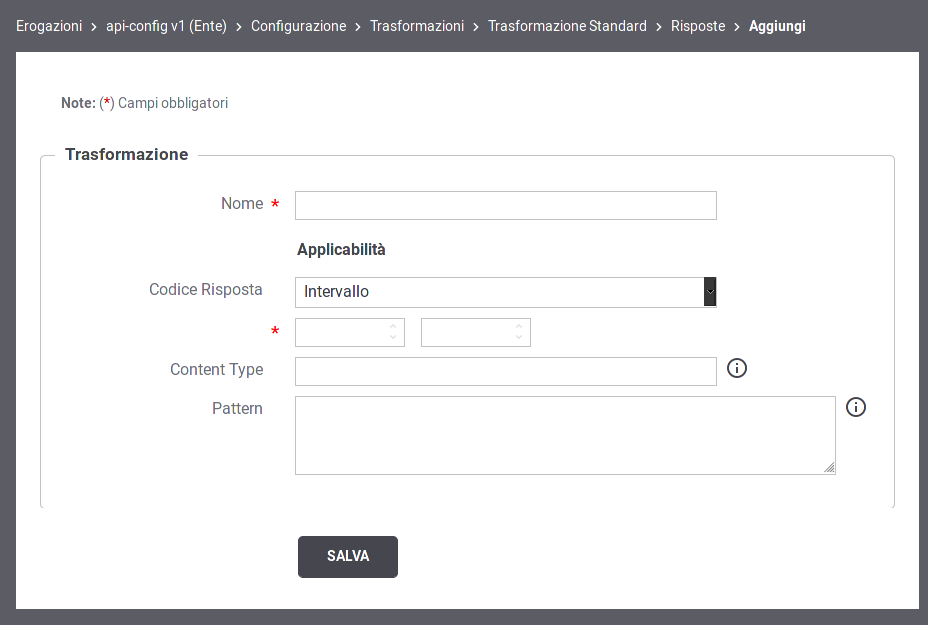 Erogazioni > api-config v1 (Ente) > Configurazione > Trasformazioni > Trasformazione Standard > Risposte > Aggiungi
Note: (*) Campi obbligatori
Trasformazione
Nome *
Applicabilità
Codice Risposta Intervallo
*
Content Type
Pattern
SALVA